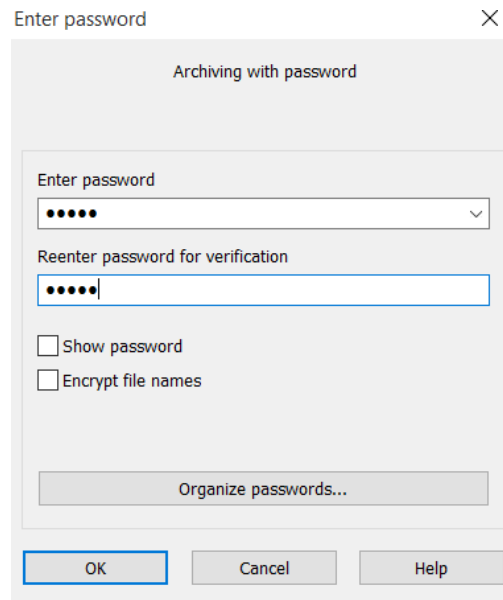 Enter password
Archiving with password
Enter password
•••••
Reenter password for verification
•••••
Show password
Encrypt file names
Organize passwords...
OK Cancel Help